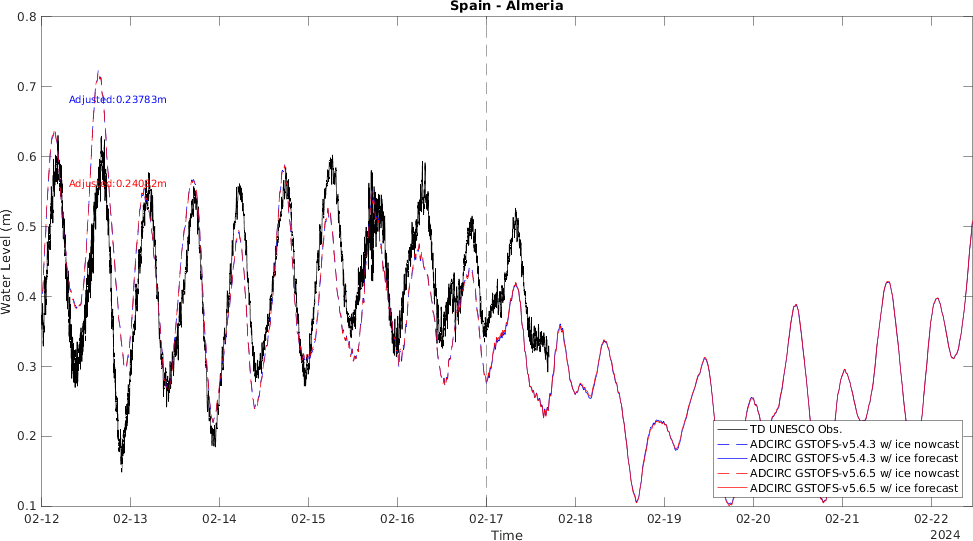 Spain - Almeria
0.8
0.7
0.6
0.5
0.4
0.3
0.2
0.1
Water Level (m)
Adjusted:0.23783m
Adjusted:0.24052m
TD UNESCO Obs.
ADCIRC GSTOFS-v5.4.3 w/ ice nowcast
ADCIRC GSTOFS-v5.4.3 w/ ice forecast
ADCIRC GSTOFS-v5.6.5 w/ ice nowcast
ADCIRC GSTOFS-v5.6.5 w/ ice forecast
02-12 02-13 02-14 02-15 02-16 02-17 02-18 02-19 02-20 02-21 02-22
Time
2024